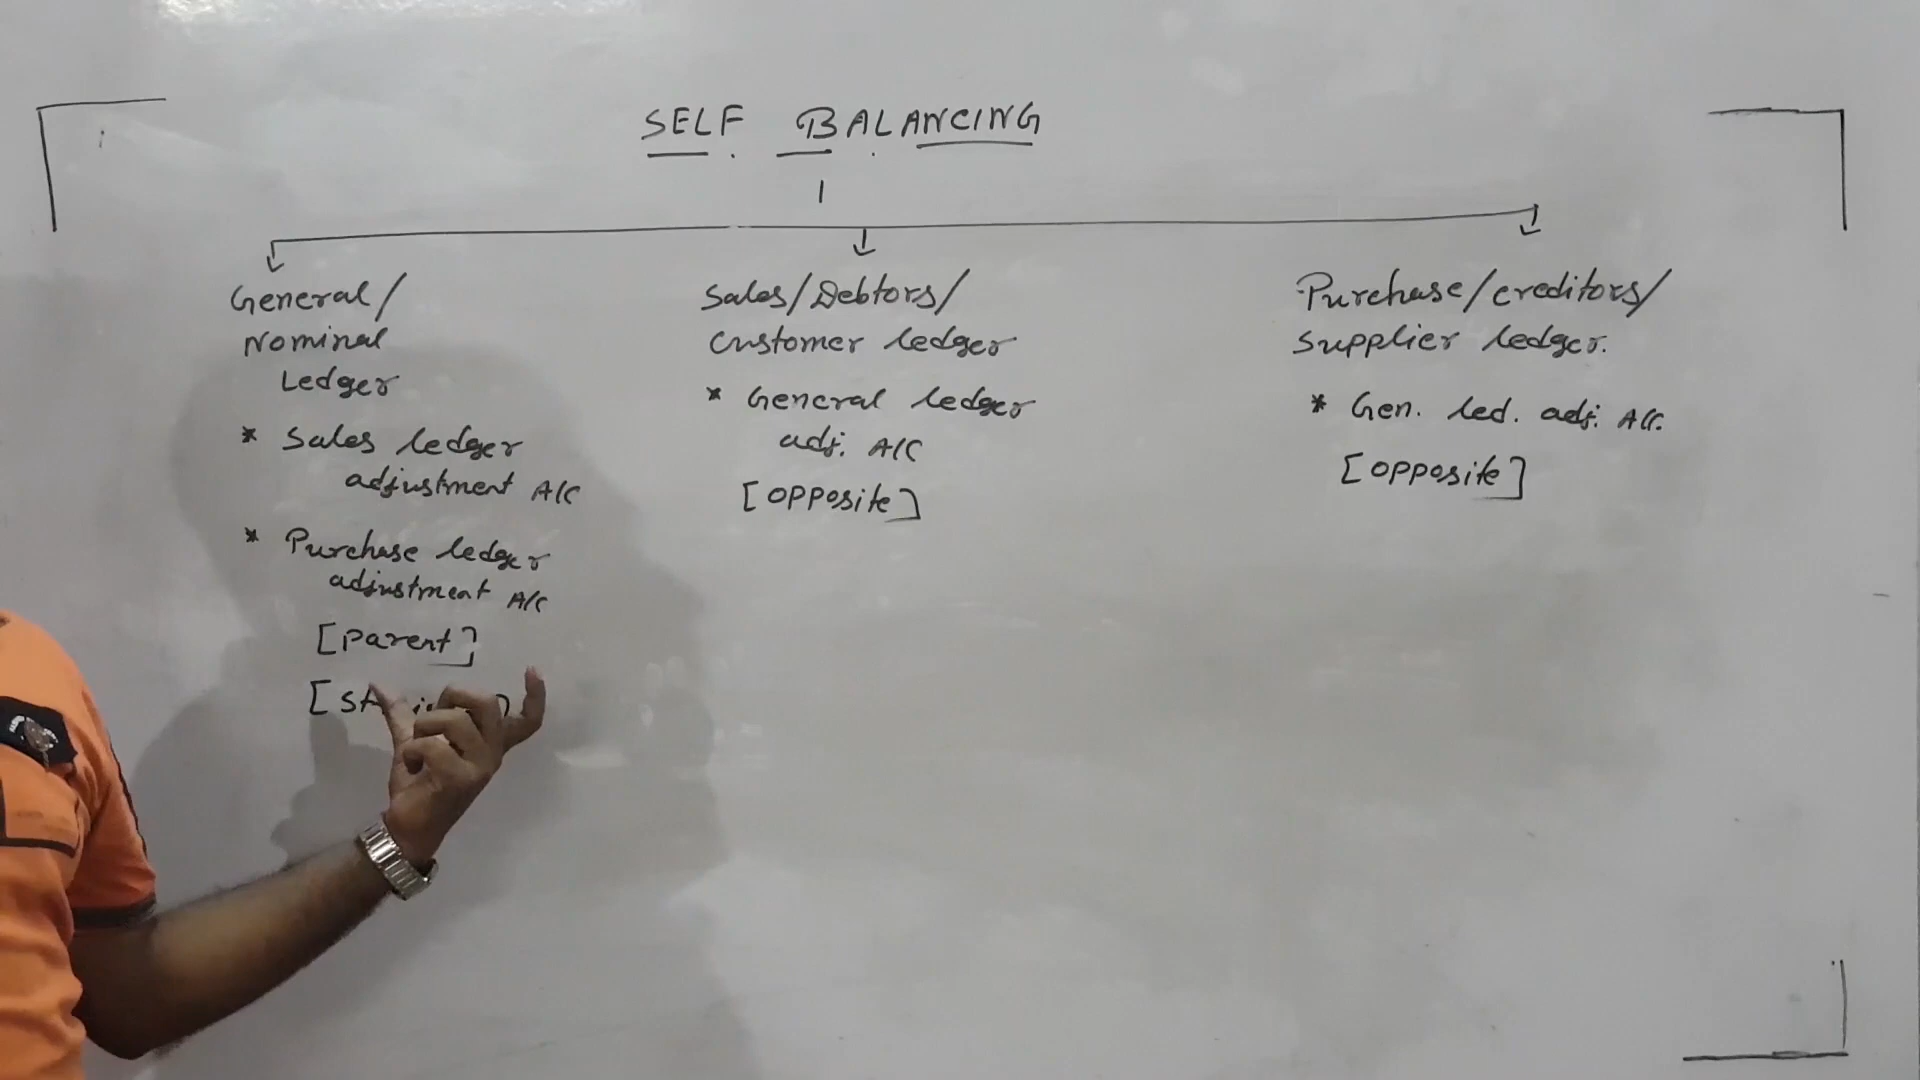 SELF BALANCING
General/
Nominal
Ledger
* Sales ledger
adjustment A/C
* Purchase ledger
adjustment A/C
[Parent]
Sales/Debtors/
Customer ledger
* General ledger
adj. A/C
[Opposite]
Purchase/creditors/
Supplier ledger.
* Gen. led. adj. A/C.
[Opposite]